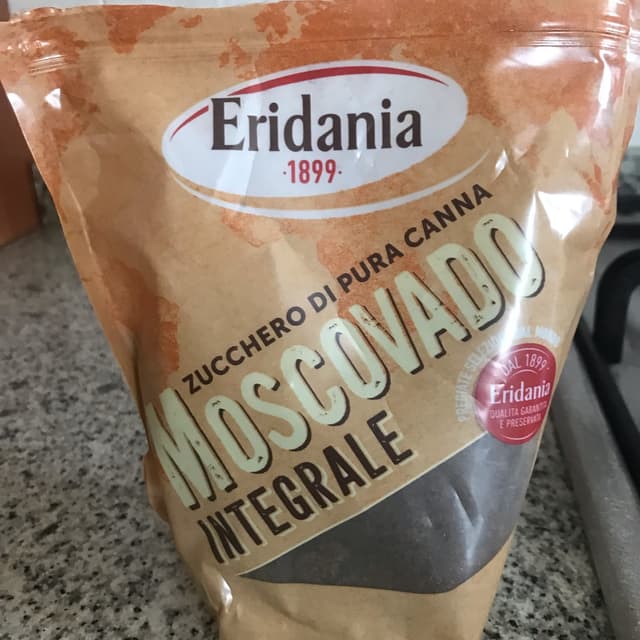 Eridania
·1899·
ZUCCHERO DI PURA CANNA
MOSCOVADO
INTEGRALE
DAL 1899
Eridania
QUALITÀ GARANTITA
E PRESERVATA